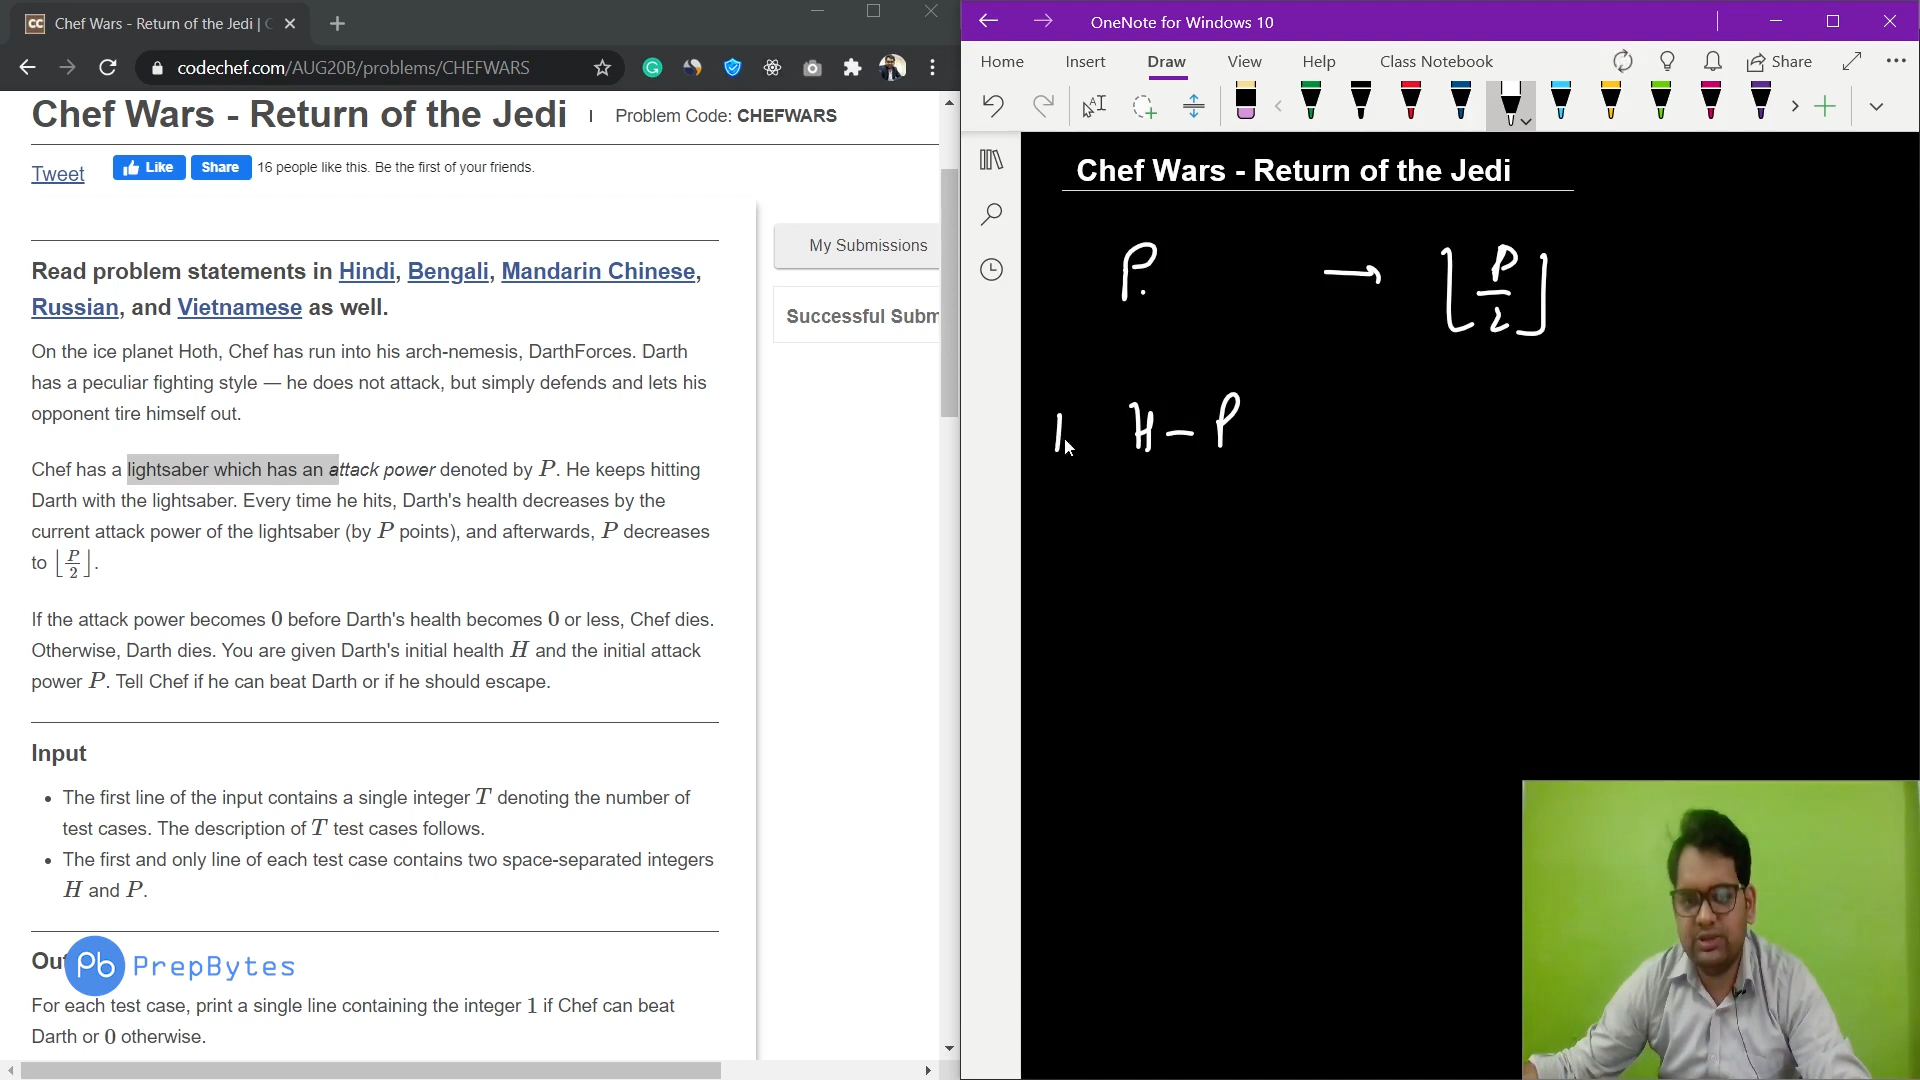 Chef Wars - Return of the Jedi | C
codechef.com/AUG20B/problems/CHEFWARS
Chef Wars - Return of the Jedi | Problem Code: CHEFWARS
Tweet Like Share 16 people like this. Be the first of your friends.
My Submissions
Successful Subm
Read problem statements in Hindi, Bengali, Mandarin Chinese,
Russian, and Vietnamese as well.
On the ice planet Hoth, Chef has run into his arch-nemesis, DarthForces. Darth
has a peculiar fighting style — he does not attack, but simply defends and lets his
opponent tire himself out.
Chef has a lightsaber which has an attack power denoted by P. He keeps hitting
Darth with the lightsaber. Every time he hits, Darth's health decreases by the
current attack power of the lightsaber (by P points), and afterwards, P decreases
to ⌊P/2⌋.
If the attack power becomes 0 before Darth's health becomes 0 or less, Chef dies.
Otherwise, Darth dies. You are given Darth's initial health H and the initial attack
power P. Tell Chef if he can beat Darth or if he should escape.
Input
• The first line of the input contains a single integer T denoting the number of
test cases. The description of T test cases follows.
• The first and only line of each test case contains two space-separated integers
H and P.
Ou
Pb PrepBytes
For each test case, print a single line containing the integer 1 if Chef can beat
Darth or 0 otherwise.
OneNote for Windows 10
Home Insert Draw View Help Class Notebook Share
Chef Wars - Return of the Jedi
P. → ⌊P/2⌋
1. H - P